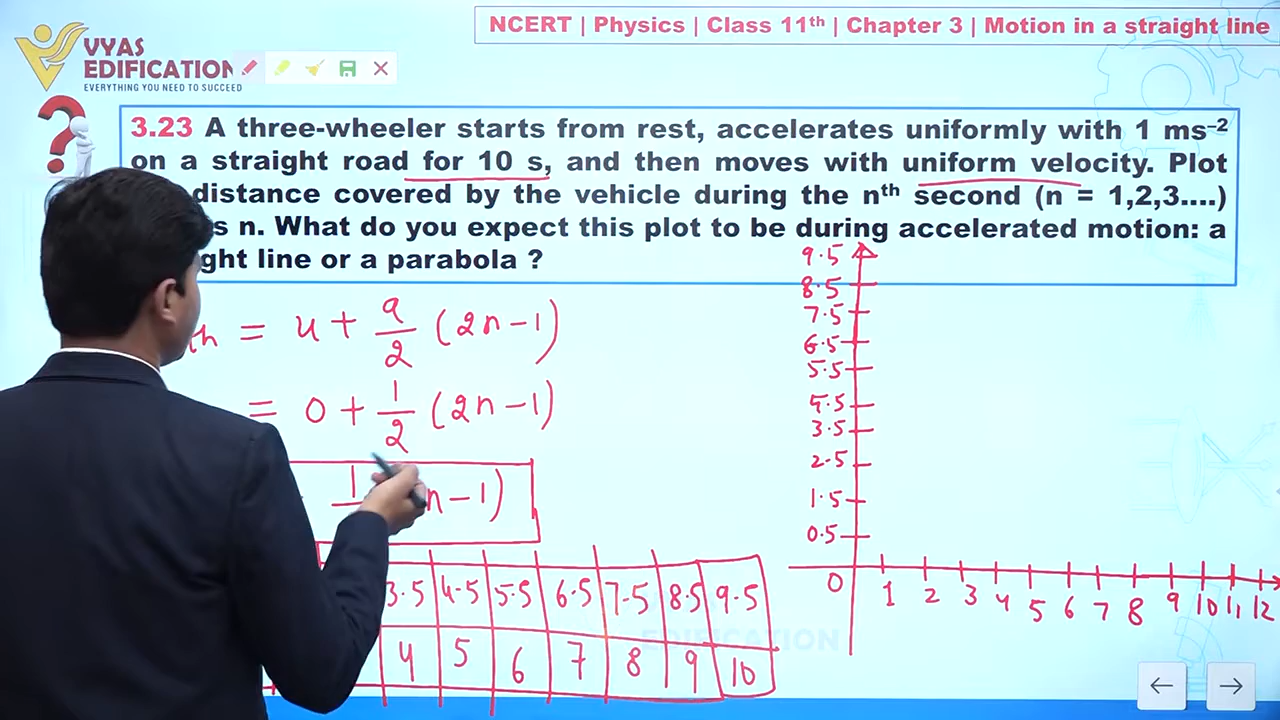 NCERT | Physics | Class 11th | Chapter 3 | Motion in a straight line
VYAS
EDIFICATION
EVERYTHING YOU NEED TO SUCCEED
3.23 A three-wheeler starts from rest, accelerates uniformly with 1 ms–2
on a straight road for 10 s, and then moves with uniform velocity. Plot
distance covered by the vehicle during the nth second (n = 1,2,3....)
n. What do you expect this plot to be during accelerated motion: a
line or a parabola ?
= u + a/2 (2n-1)
= 0 + 1/2 (2n-1)
1 n-1)
3.5 4.5 5.5 6.5 7.5 8.5 9.5
4 5 6 7 8 9 10
9.5
8.5
7.5
6.5
5.5
4.5
3.5
2.5
1.5
0.5
0 1 2 3 4 5 6 7 8 9 10 11 12
EDIFICATION